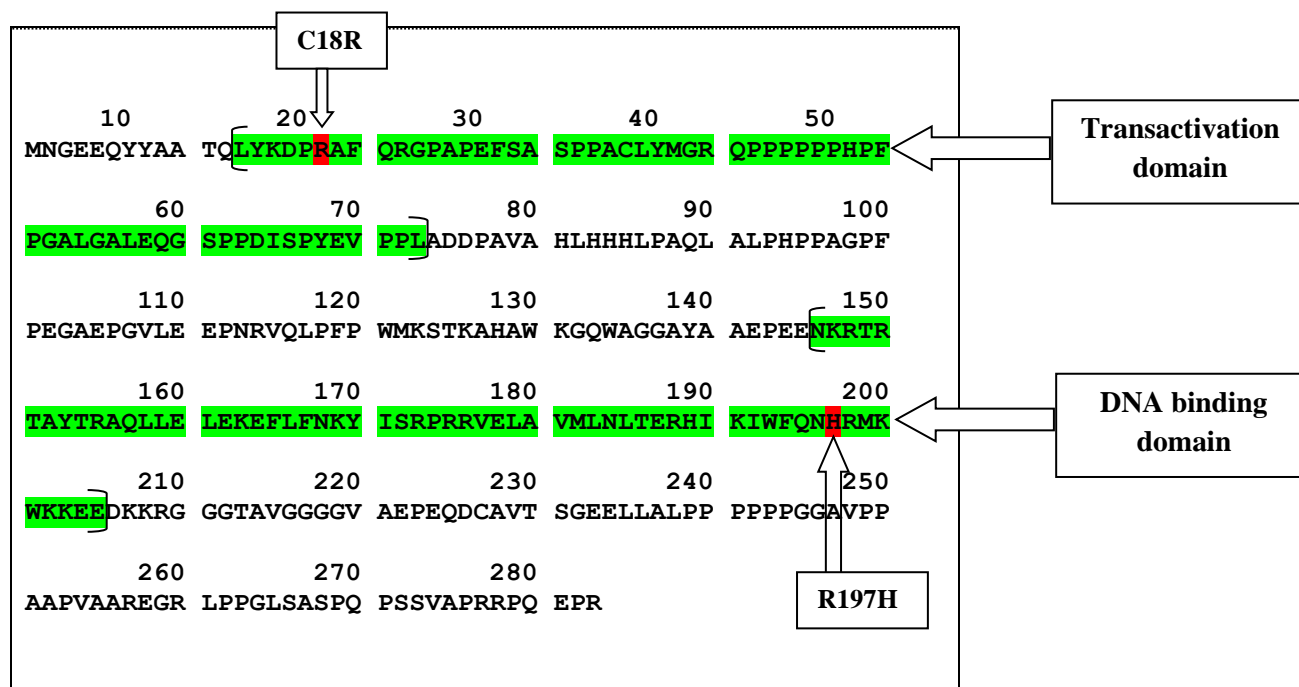 C18R
10 20 30 40 50
MNGEEQYYAA TQLYKDPRAF QRGPAPEFSA SPPACLYMGR QPPPPPPHPF
Transactivation
domain
60 70 80 90 100
PGALGALEQG SPPDISPYEV PPLADDPAVA HLHHHLPAQL ALPHPPAGPF
110 120 130 140 150
PEGAEPGVLE EPNRVQLPFP WMKSTKAHAW KGQWAGGAYA AEPEENKRTR
160 170 180 190 200
TAYTRAQLLE LEKEFLFNKY ISRPRRVELA VMLNLTERHI KIWFQNHRMK
DNA binding
domain
210 220 230 240 250
WKKEEDKKRG GGTAVGGGGV AEPEQDCAVT SGEELLALPP PPPPGGAVPP
260 270 280
AAPVAAREGR LPPGLSASPQ PSSVAPRRPQ EPR
R197H